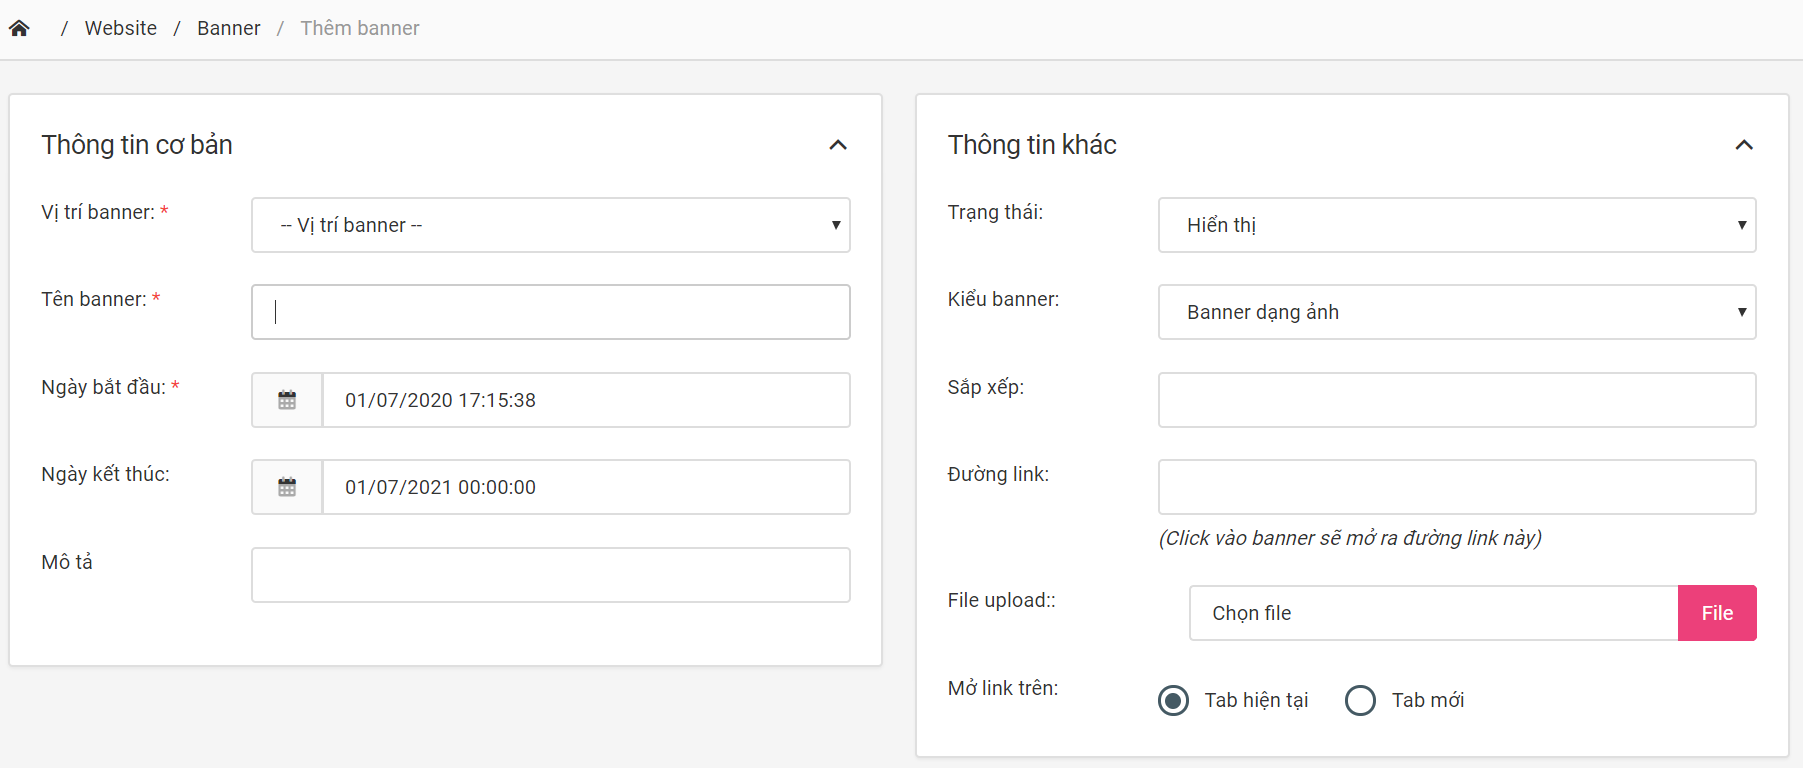 / Website / Banner / Thêm banner
Thông tin cơ bản
Vị trí banner: *
-- Vị trí banner --
Tên banner: *
Ngày bắt đầu: *
01/07/2020 17:15:38
Ngày kết thúc:
01/07/2021 00:00:00
Mô tả
Thông tin khác
Trạng thái:
Hiển thị
Kiểu banner:
Banner dạng ảnh
Sắp xếp:
Đường link:
(Click vào banner sẽ mở ra đường link này)
File upload::
Chọn file
File
Mở link trên:
Tab hiện tại
Tab mới